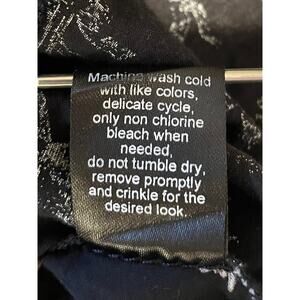 Machine wash cold
with like colors,
delicate cycle,
only non chlorine
bleach when
needed,
do not tumble dry,
remove promptly
and crinkle for the
desired look.